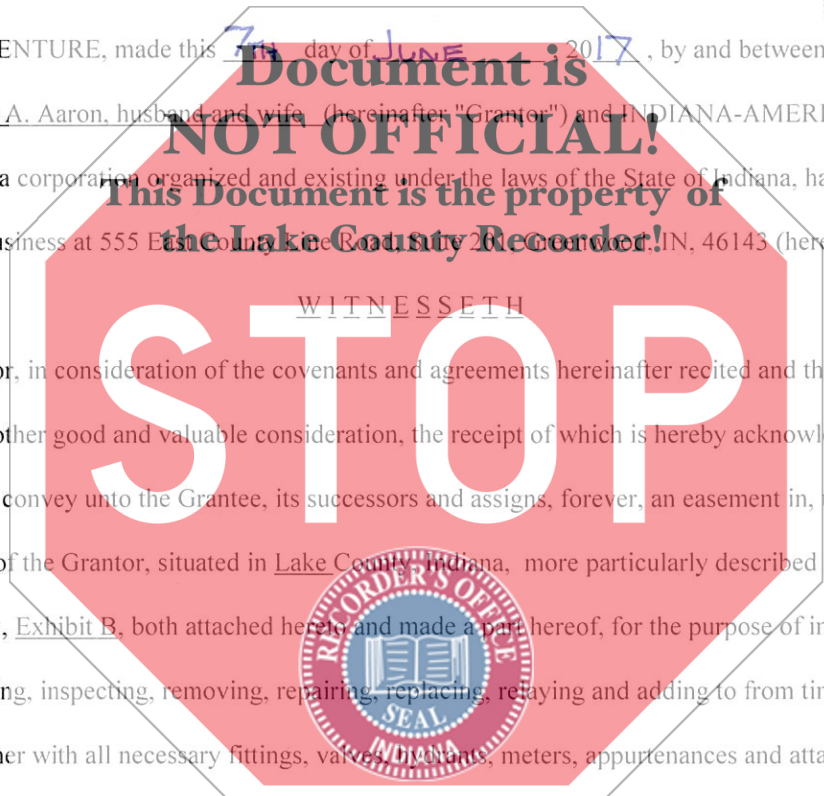 ENTURE, made this 7TH day of JUNE, 2017, by and between
Document is
A. Aaron, husband and wife (hereinafter "Grantor") and INDIANA-AMERI
NOT OFFICIAL!
a corporation organized and existing under the laws of the State of Indiana, ha
This Document is the property of
siness at 555 East County Line Road, Suite 201, Greenwood, IN, 46143 (here
the Lake County Recorder!
WITNESSETH
STOP
or, in consideration of the covenants and agreements hereinafter recited and th
other good and valuable consideration, the receipt of which is hereby acknowl
convey unto the Grantee, its successors and assigns, forever, an easement in,
of the Grantor, situated in Lake County, Indiana, more particularly described
, Exhibit B, both attached hereto and made a part hereof, for the purpose of in
RECORDER'S OFFICE
ng, inspecting, removing, repairing, replacing, relaying and adding to from tim
SEAL
INDIANA
her with all necessary fittings, valves, hydrants, meters, appurtenances and atta